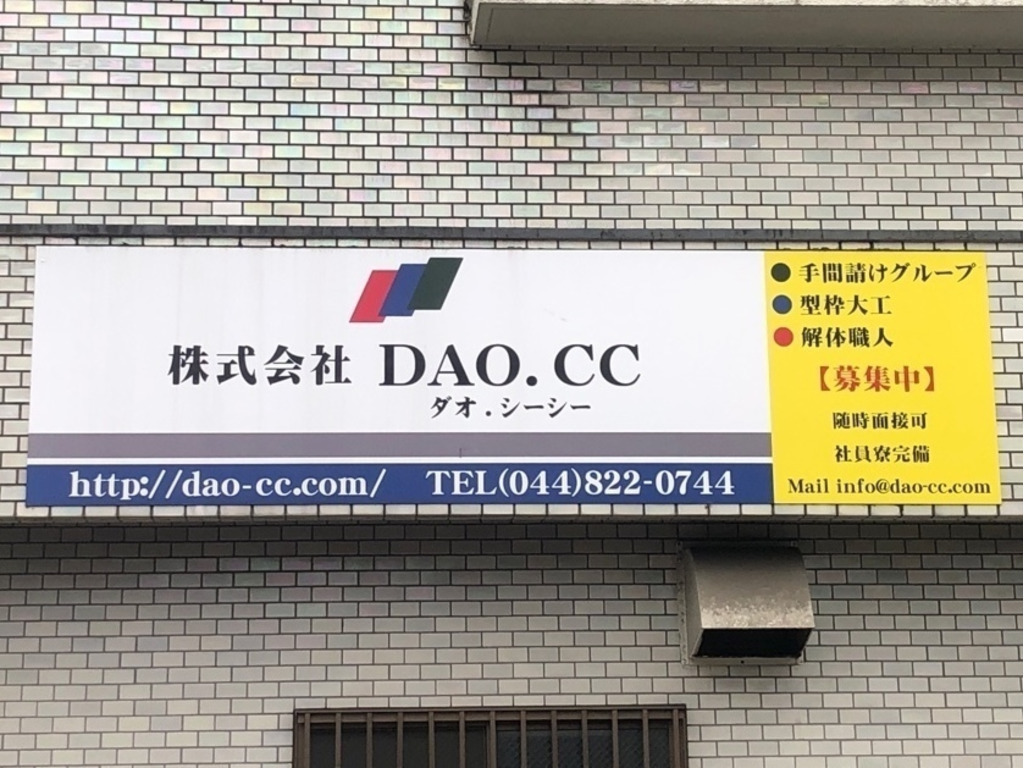 株式会社 DAO.CC
ダオ.シーシー
http://dao-cc.com/ TEL(044)822-0744
●手間請けグループ
●型枠大工
●解体職人
【募集中】
随時面接可
社員寮完備
Mail info@dao-cc.com